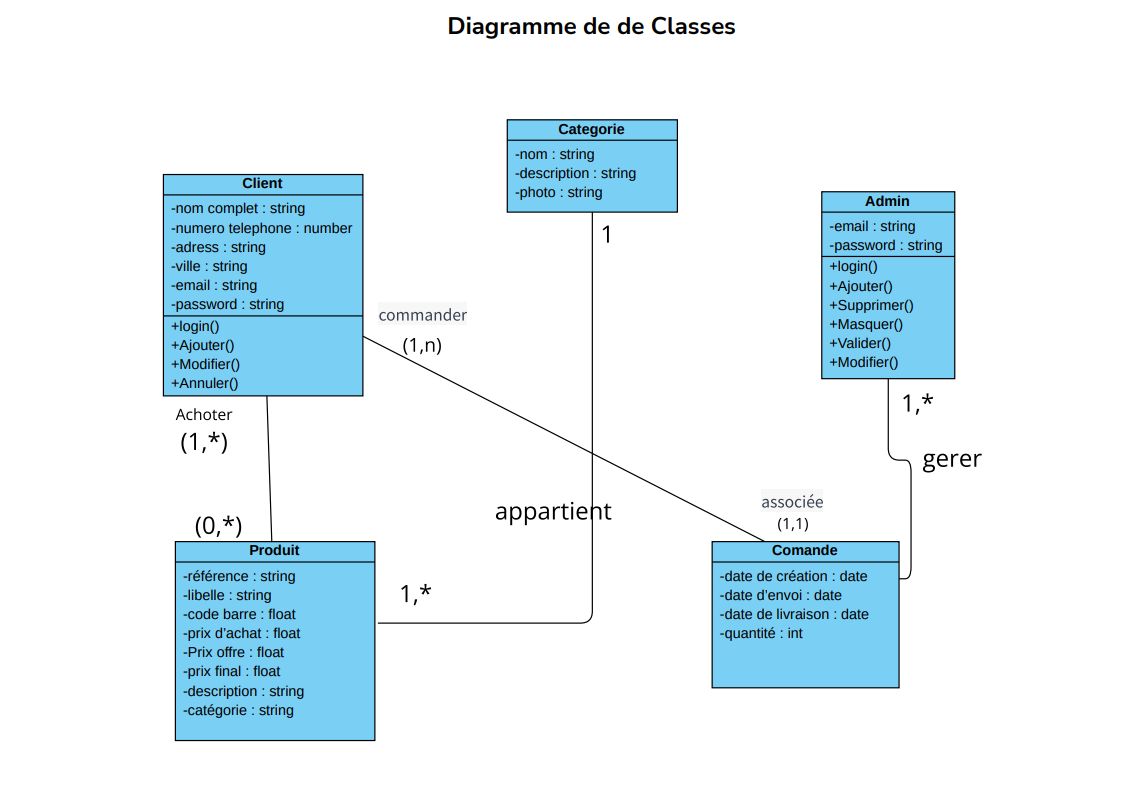 Diagramme de de Classes
Categorie
-nom : string
-description : string
-photo : string
1
Client
-nom complet : string
-numero telephone : number
-adress : string
-ville : string
-email : string
-password : string
+login()
+Ajouter()
+Modifier()
+Annuler()
Admin
-email : string
-password : string
+login()
+Ajouter()
+Supprimer()
+Masquer()
+Valider()
+Modifier()
commander
(1,n)
Achoter
(1,*)
1,*
gerer
(0,*)
appartient
associée
(1,1)
Produit
-référence : string
-libelle : string
-code barre : float
-prix d'achat : float
-Prix offre : float
-prix final : float
-description : string
-catégorie : string
1,*
Comande
-date de création : date
-date d'envoi : date
-date de livraison : date
-quantité : int